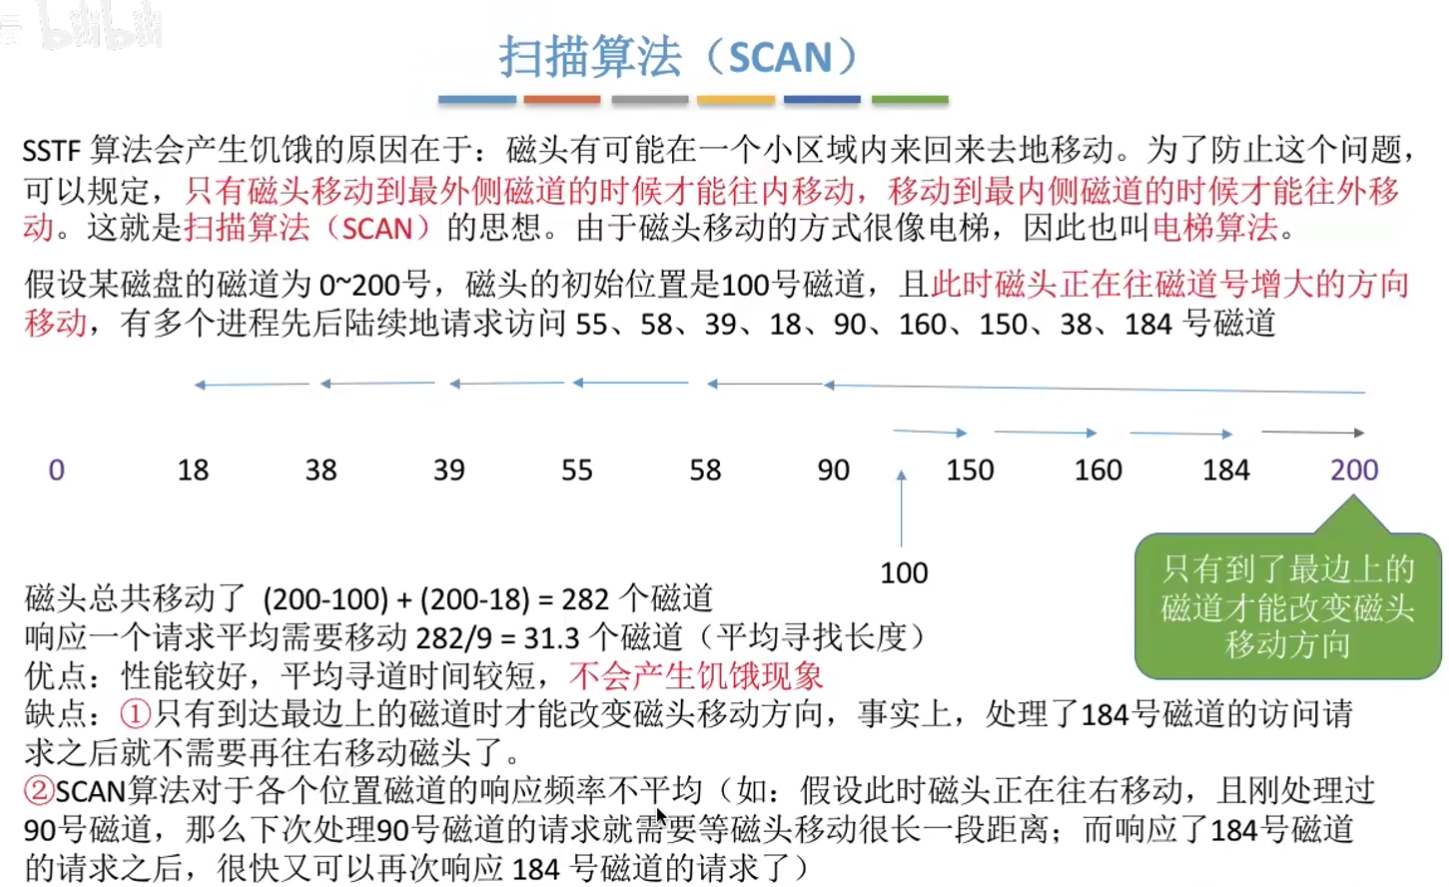 bilibili
扫描算法（SCAN）
SSTF 算法会产生饥饿的原因在于：磁头有可能在一个小区域内来回来去地移动。为了防止这个问题，
可以规定，只有磁头移动到最外侧磁道的时候才能往内移动，移动到最内侧磁道的时候才能往外移
动。这就是扫描算法（SCAN）的思想。由于磁头移动的方式很像电梯，因此也叫电梯算法。
假设某磁盘的磁道为 0~200号，磁头的初始位置是100号磁道，且此时磁头正在往磁道号增大的方向
移动，有多个进程先后陆续地请求访问 55、58、39、18、90、160、150、38、184 号磁道
0 18 38 39 55 58 90 150 160 184 200
100
只有到了最边上的
磁道才能改变磁头
移动方向
磁头总共移动了 (200-100) + (200-18) = 282 个磁道
响应一个请求平均需要移动 282/9 = 31.3 个磁道（平均寻找长度）
优点：性能较好，平均寻道时间较短，不会产生饥饿现象
缺点：①只有到达最边上的磁道时才能改变磁头移动方向，事实上，处理了184号磁道的访问请
求之后就不需要再往右移动磁头了。
②SCAN算法对于各个位置磁道的响应频率不平均（如：假设此时磁头正在往右移动，且刚处理过
90号磁道，那么下次处理90号磁道的请求就需要等磁头移动很长一段距离；而响应了184号磁道
的请求之后，很快又可以再次响应 184 号磁道的请求了）